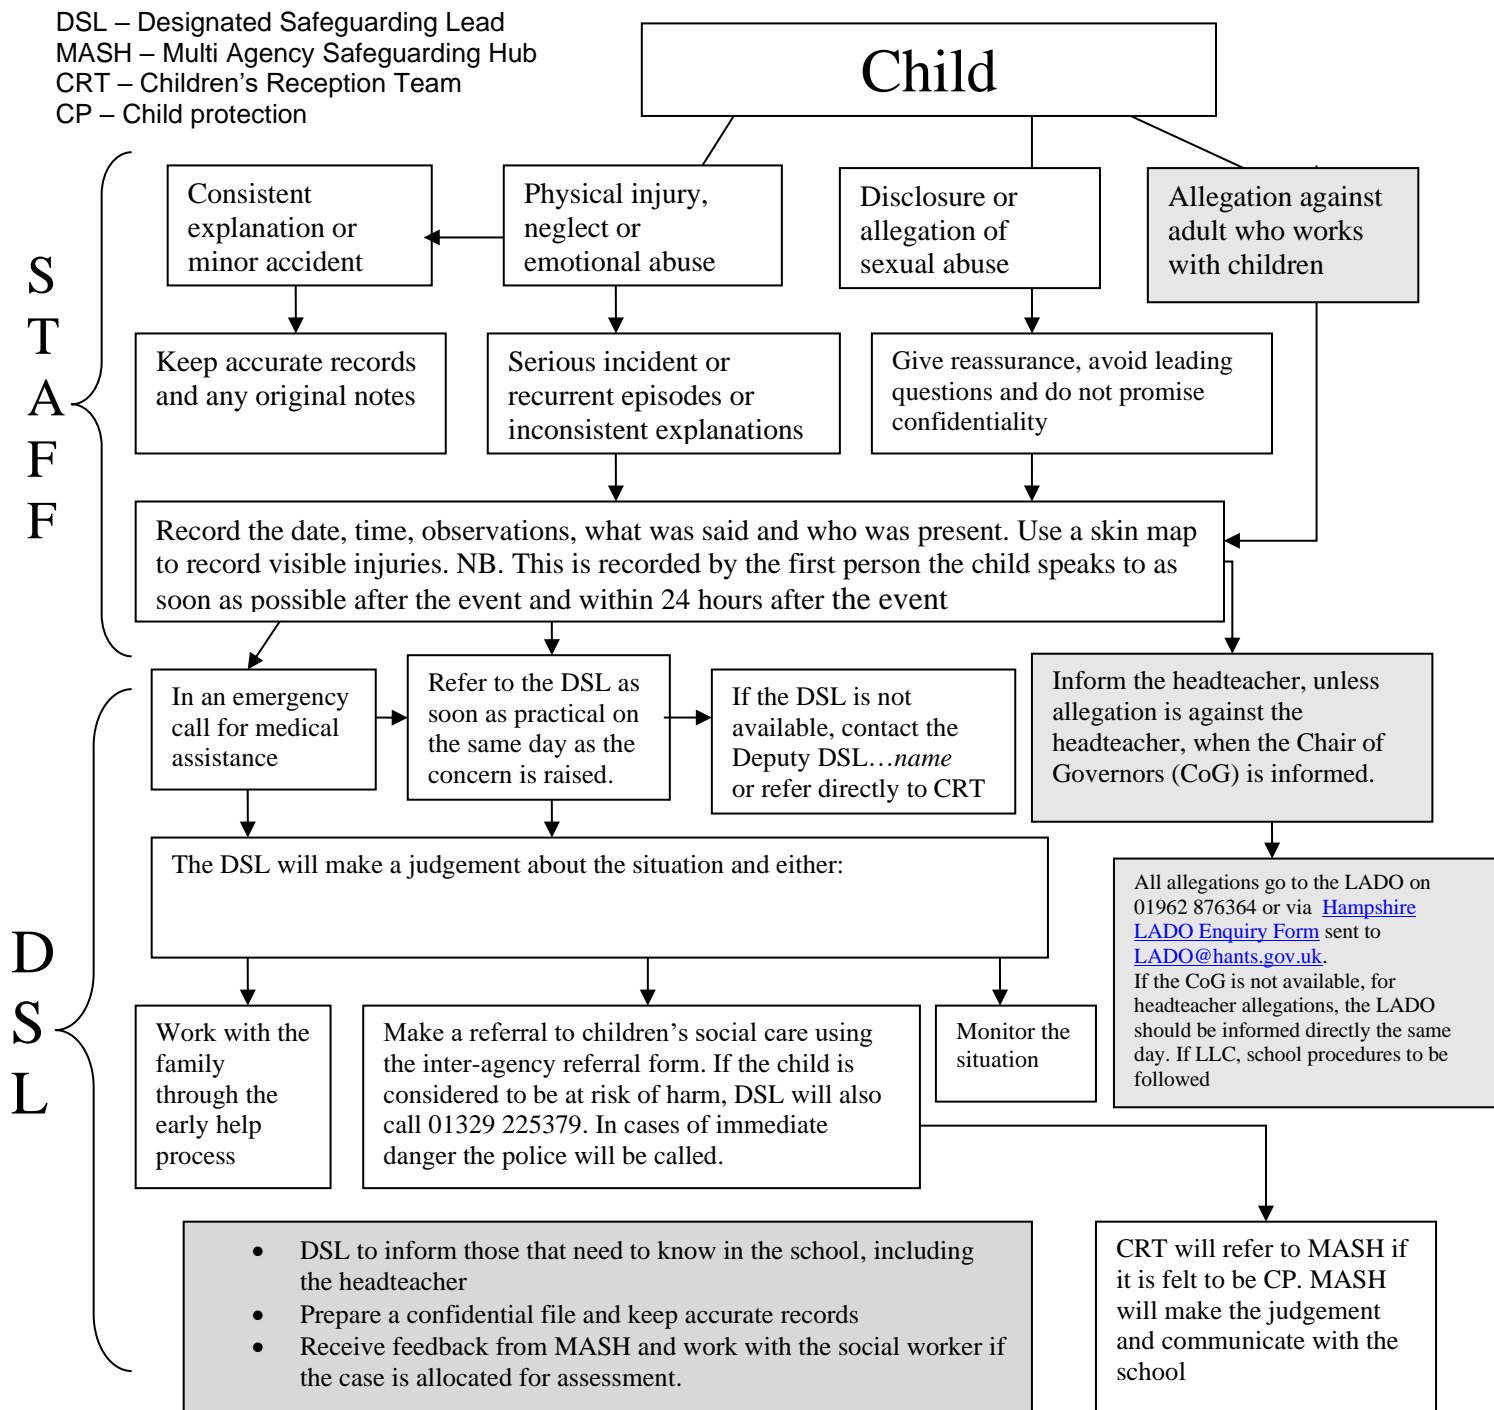 DSL – Designated Safeguarding Lead
MASH – Multi Agency Safeguarding Hub
CRT – Children's Reception Team
CP – Child protection
Child
S
T
A
F
F
Consistent
explanation or
minor accident
Physical injury,
neglect or
emotional abuse
Disclosure or
allegation of
sexual abuse
Allegation against
adult who works
with children
Keep accurate records
and any original notes
Serious incident or
recurrent episodes or
inconsistent explanations
Give reassurance, avoid leading
questions and do not promise
confidentiality
Record the date, time, observations, what was said and who was present. Use a skin map
to record visible injuries. NB. This is recorded by the first person the child speaks to as
soon as possible after the event and within 24 hours after the event
D
S
L
In an emergency
call for medical
assistance
Refer to the DSL as
soon as practical on
the same day as the
concern is raised.
If the DSL is not
available, contact the
Deputy DSL…name
or refer directly to CRT
Inform the headteacher, unless
allegation is against the
headteacher, when the Chair of
Governors (CoG) is informed.
The DSL will make a judgement about the situation and either:
All allegations go to the LADO on
01962 876364 or via Hampshire
LADO Enquiry Form sent to
LADO@hants.gov.uk.
If the CoG is not available, for
headteacher allegations, the LADO
should be informed directly the same
day. If LLC, school procedures to be
followed
Work with the
family
through the
early help
process
Make a referral to children's social care using
the inter-agency referral form. If the child is
considered to be at risk of harm, DSL will also
call 01329 225379. In cases of immediate
danger the police will be called.
Monitor the
situation
• DSL to inform those that need to know in the school, including
the headteacher
• Prepare a confidential file and keep accurate records
• Receive feedback from MASH and work with the social worker if
the case is allocated for assessment.
CRT will refer to MASH if
it is felt to be CP. MASH
will make the judgement
and communicate with the
school